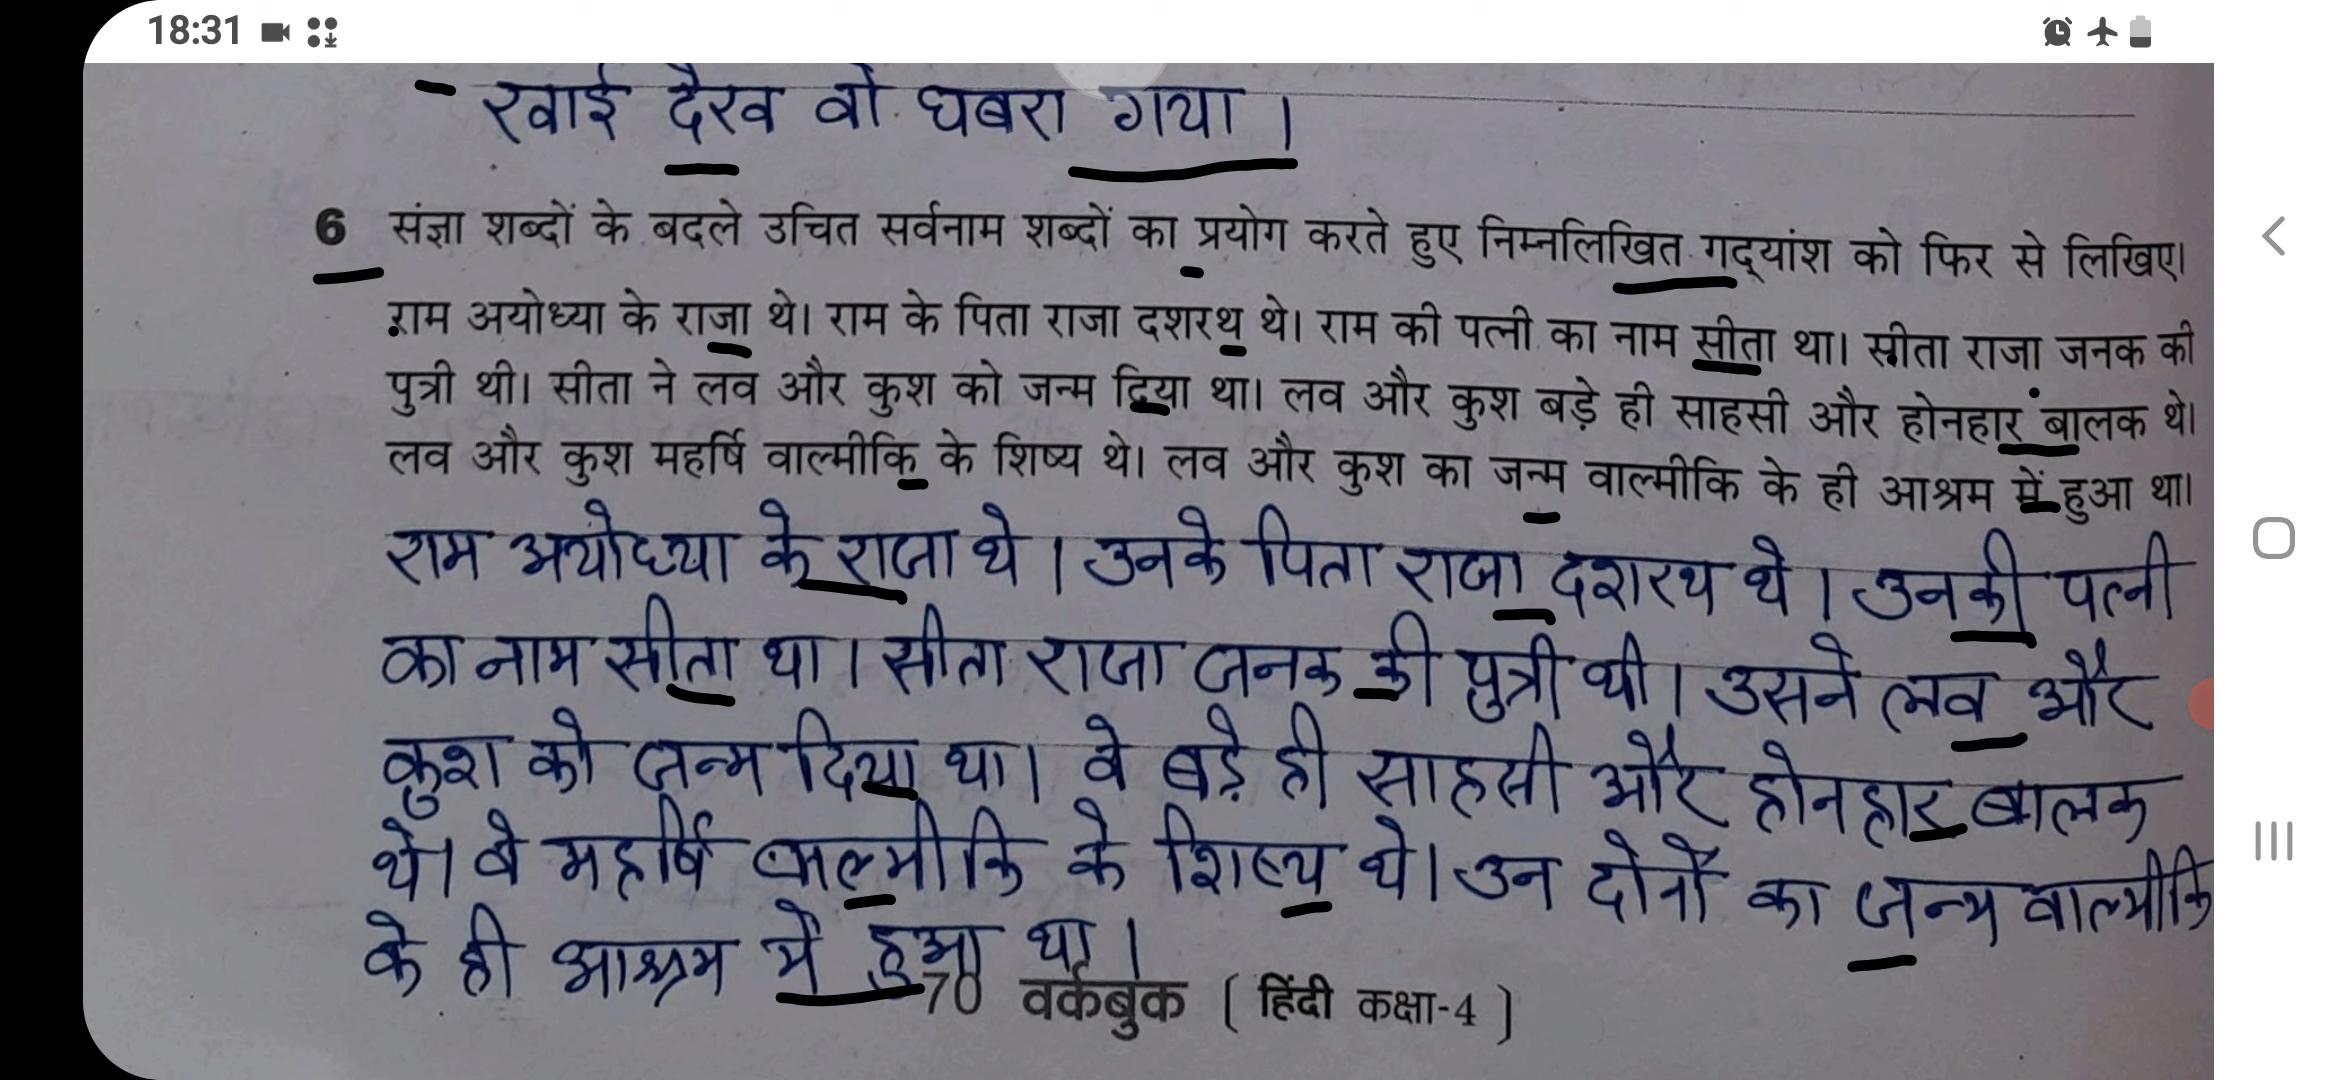 18:31
खाई देख वो घबरा गया।
6 संज्ञा शब्दों के बदले उचित सर्वनाम शब्दों का प्रयोग करते हुए निम्नलिखित गद्यांश को फिर से लिखिए।
राम अयोध्या के राजा थे। राम के पिता राजा दशरथ थे। राम की पत्नी का नाम सीता था। सीता राजा जनक की
पुत्री थी। सीता ने लव और कुश को जन्म दिया था। लव और कुश बड़े ही साहसी और होनहार बालक थे।
लव और कुश महर्षि वाल्मीकि के शिष्य थे। लव और कुश का जन्म वाल्मीकि के ही आश्रम में हुआ था।
राम अयोध्या के राजा थे। उनके पिता राजा दशरथ थे। उनकी पत्नी
का नाम सीता था। सीता राजा जनक की पुत्री थी। उसने लव और
कुश को जन्म दिया था। वे बड़े ही साहसी और होनहार बालक
थे। वे महर्षि वाल्मीकि के शिष्य थे। उन दोनों का जन्म वाल्मीकि
के ही आश्रम में हुआ था।
70 वर्कबुक ( हिंदी कक्षा-4 )